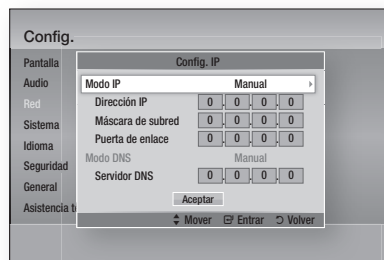 Config.
Pantalla
Audio
Red
Sistema
Idioma
Seguridad
General
Asistencia t
Config. IP
Modo IP Manual
Dirección IP 0 . 0 . 0 . 0
Máscara de subred 0 . 0 . 0 . 0
Puerta de enlace 0 . 0 . 0 . 0
Modo DNS Manual
Servidor DNS 0 . 0 . 0 . 0
Aceptar
Mover Entrar Volver